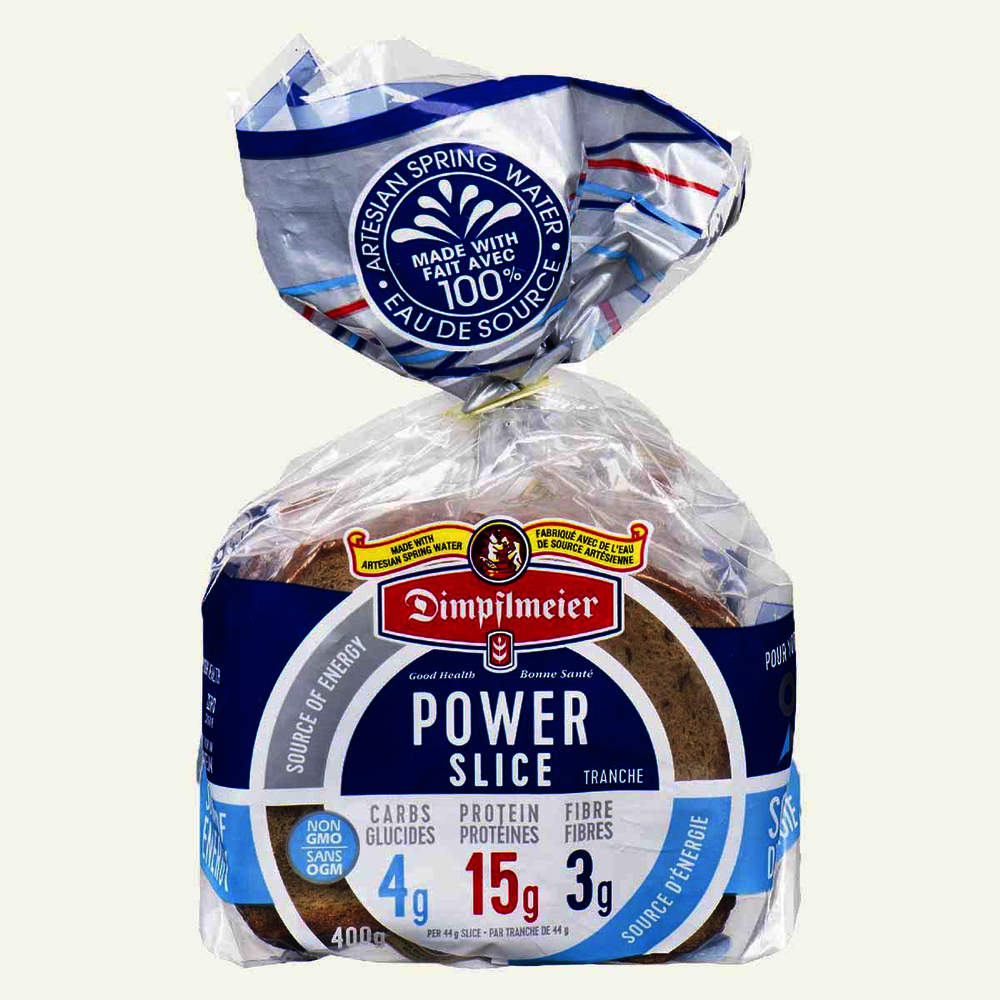 ARTESIAN SPRING WATER
MADE WITH
FAIT AVEC
100%
EAU DE SOURCE
MADE WITH
ARTESIAN SPRING WATER
FABRIQUÉ AVEC DE L'EAU
DE SOURCE ARTÉSIENNE
Dimpflmeier
Good Health
Bonne Santé
SOURCE OF ENERGY
POWER
SLICE
TRANCHE
POUR
NON
GMO
SANS
OGM
CARBS
GLUCIDES
4g
PROTEIN
PROTÉINES
15g
FIBRE
FIBRES
3g
PER 44 g SLICE - PAR TRANCHE DE 44 g
SOURCE D'ÉNERGIE
400g